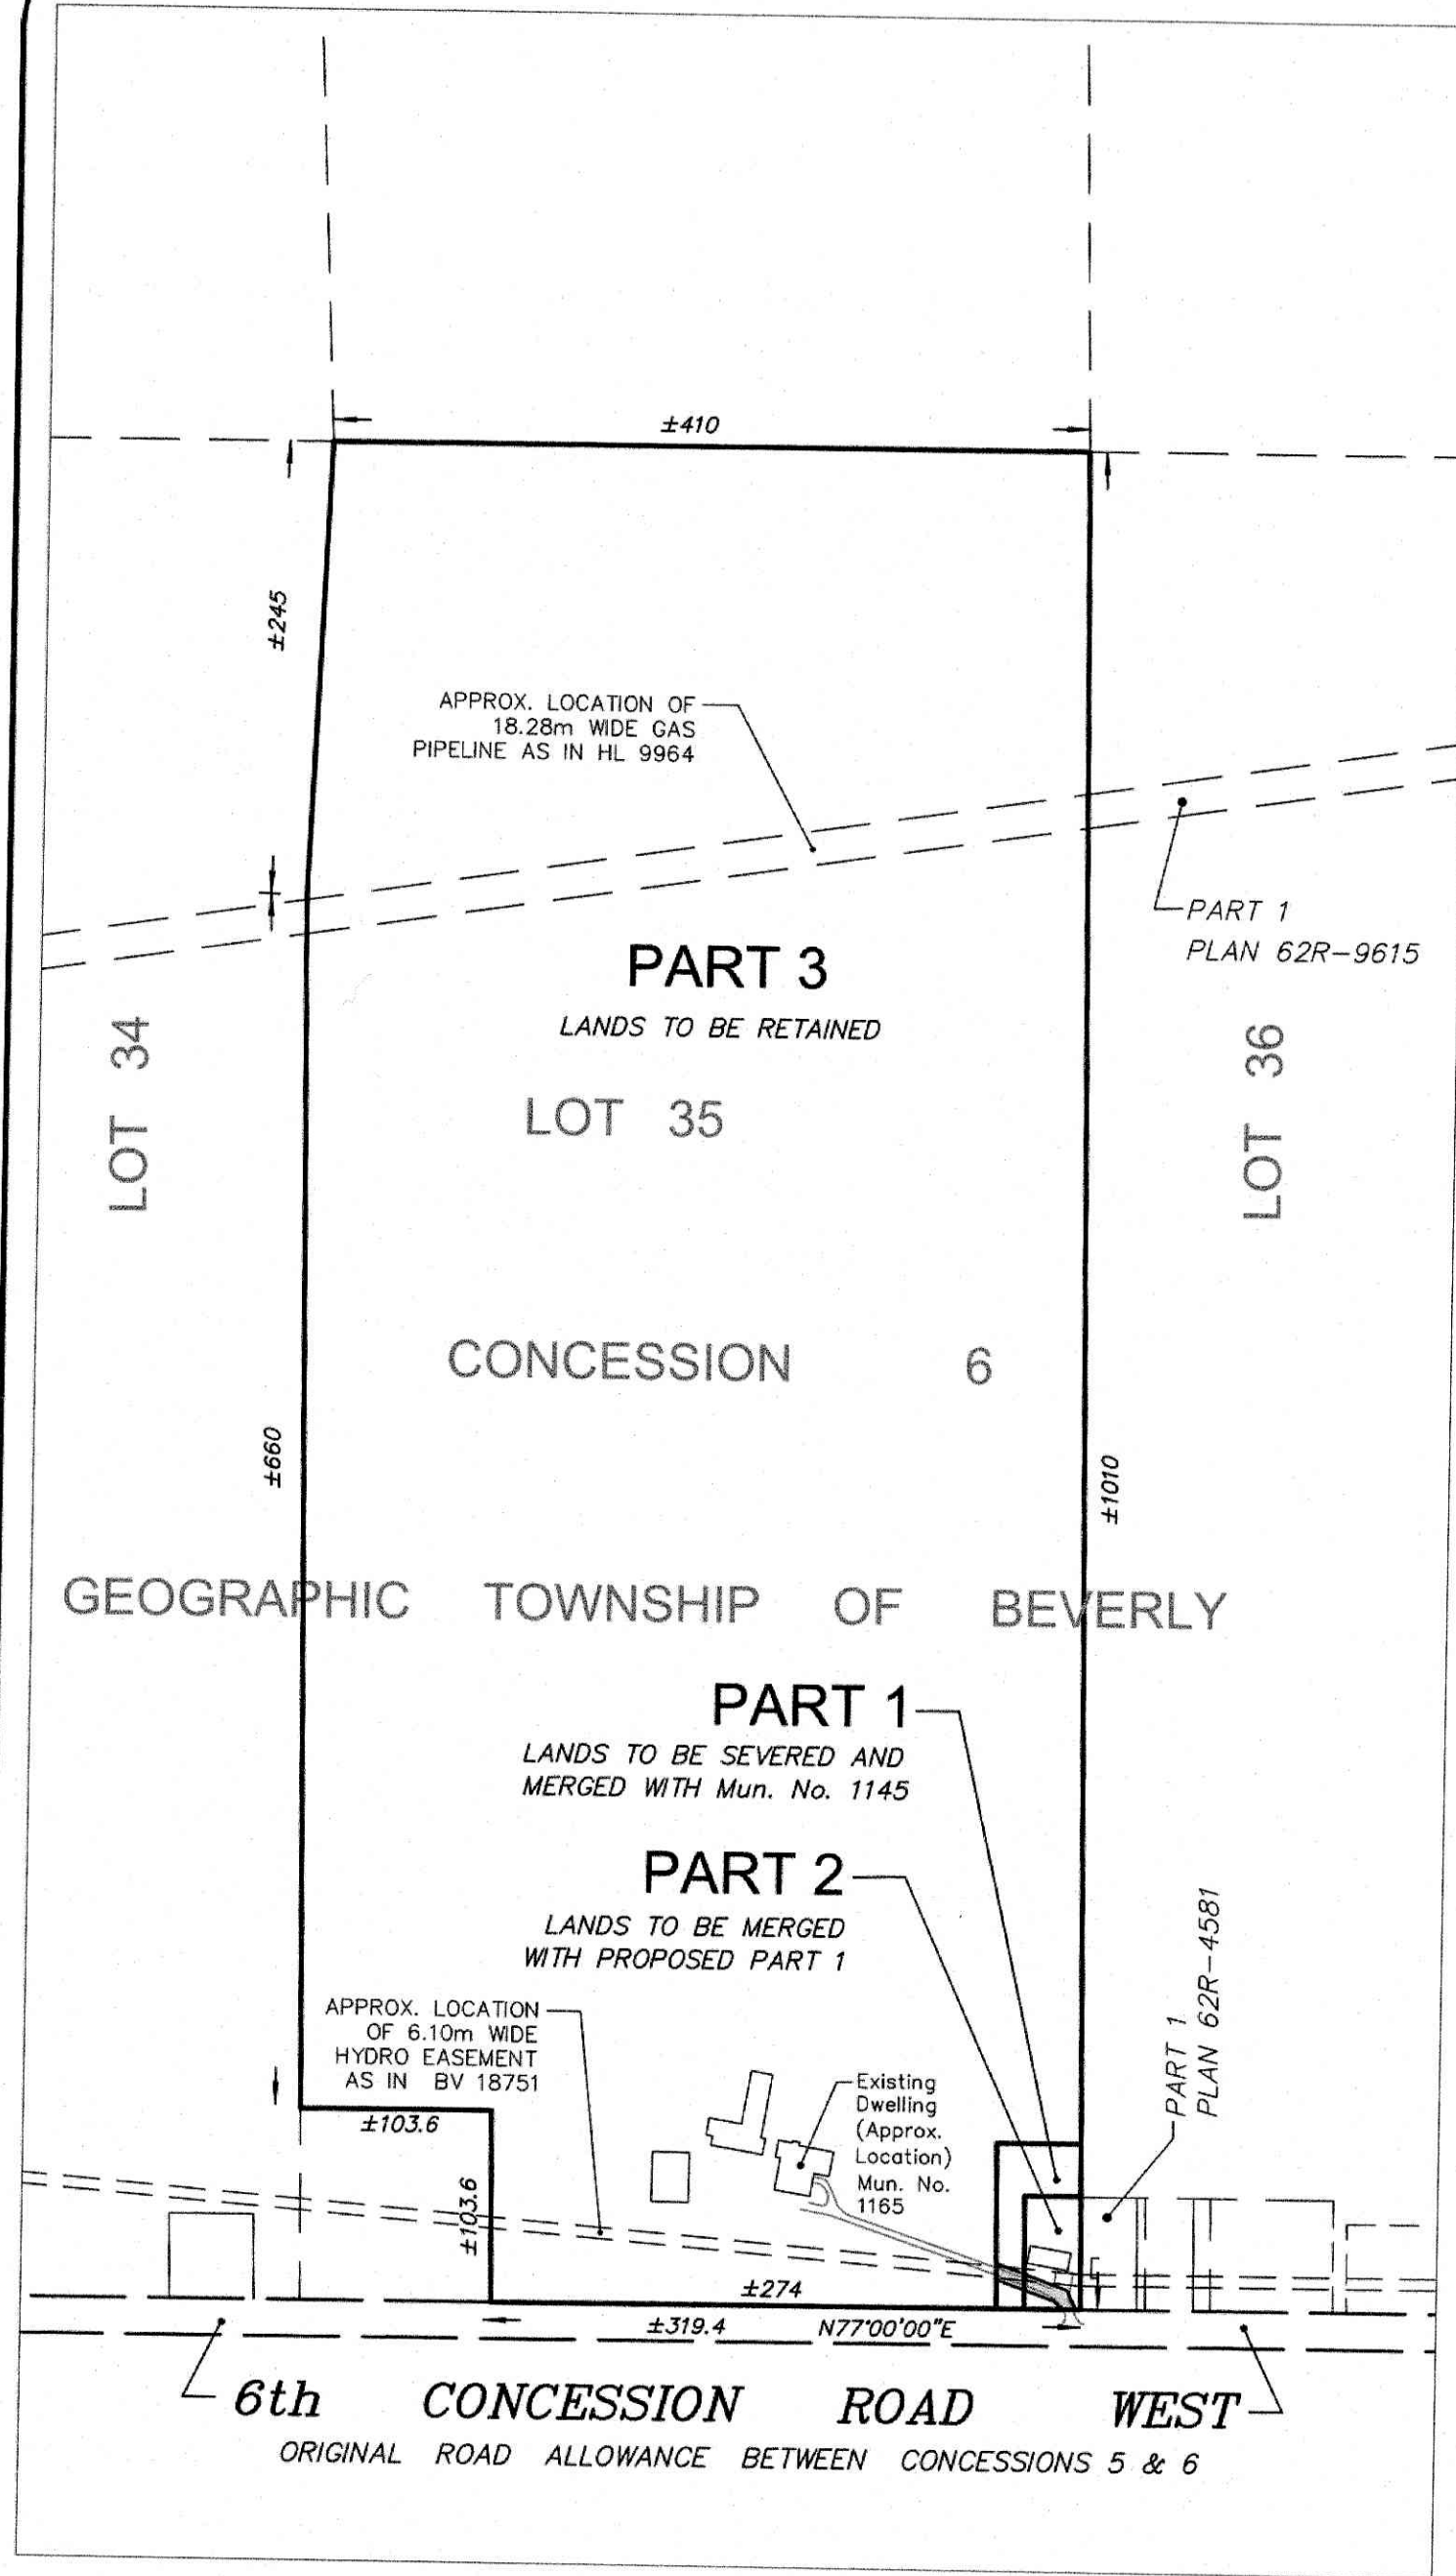 ±410
±245
APPROX. LOCATION OF
18.28m WIDE GAS
PIPELINE AS IN HL 9964
PART 1
PLAN 62R-9615
PART 3
LANDS TO BE RETAINED
LOT 34
LOT 35
LOT 36
CONCESSION 6
±660
±1010
GEOGRAPHIC TOWNSHIP OF BEVERLY
PART 1
LANDS TO BE SEVERED AND
MERGED WITH Mun. No. 1145
PART 2
LANDS TO BE MERGED
WITH PROPOSED PART 1
PART 1
PLAN 62R-4581
APPROX. LOCATION
OF 6.10m WIDE
HYDRO EASEMENT
AS IN BV 18751
Existing
Dwelling
(Approx.
Location)
Mun. No.
1165
±103.6
±103.6
±274
±319.4 N77°00'00"E
6th CONCESSION ROAD WEST
ORIGINAL ROAD ALLOWANCE BETWEEN CONCESSIONS 5 & 6